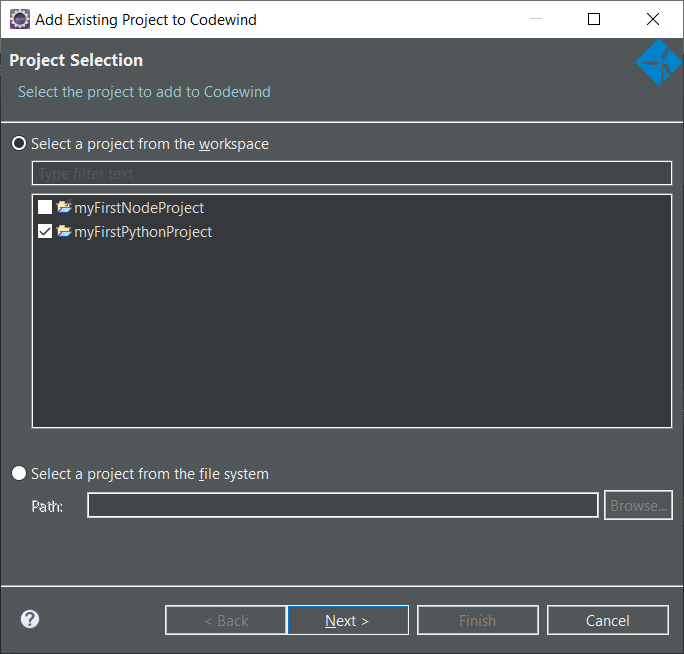 Add Existing Project to Codewind
Project Selection
Select the project to add to Codewind
Select a project from the workspace
Type filter text
myFirstNodeProject
myFirstPythonProject
Select a project from the file system
Path:
Browse...
?
< Back
Next >
Finish
Cancel